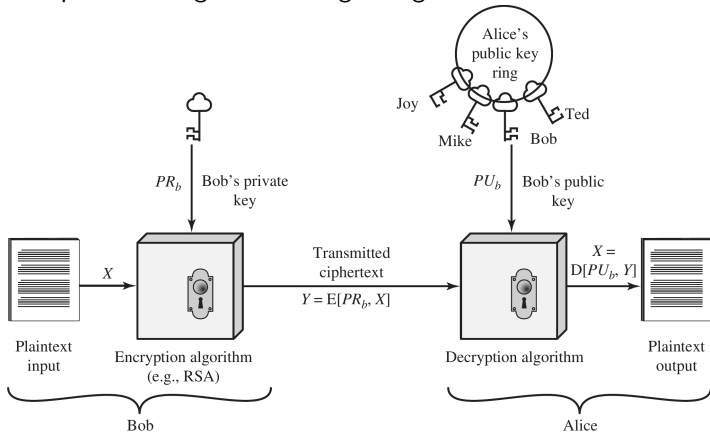 Alice's
public key
ring
Joy
Mike
Bob
Ted
PR_b
Bob's private
key
PU_b
Bob's public
key
X
Transmitted
ciphertext
Y = E[PR_b, X]
X =
D[PU_b, Y]
Plaintext
input
Encryption algorithm
(e.g., RSA)
Decryption algorithm
Plaintext
output
Bob
Alice